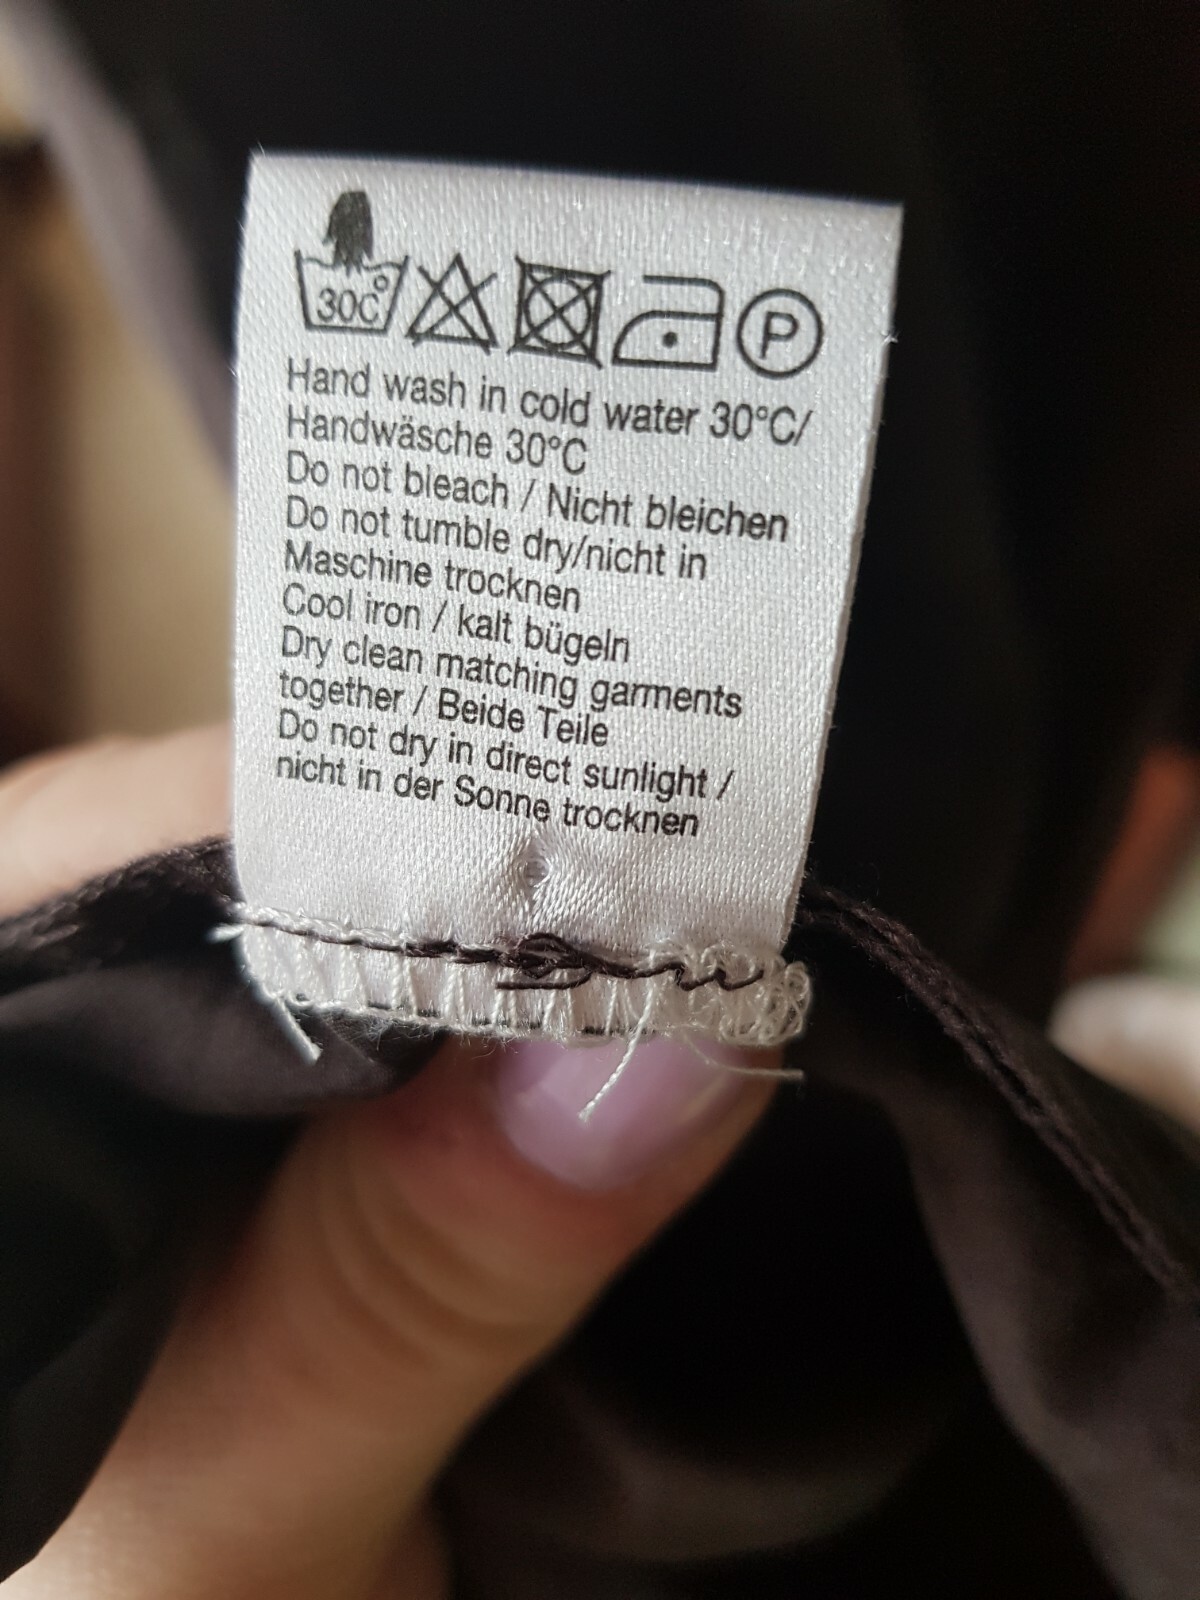 30C°
P
Hand wash in cold water 30°C/
Handwäsche 30°C
Do not bleach / Nicht bleichen
Do not tumble dry/nicht in
Maschine trocknen
Cool iron / kalt bügeln
Dry clean matching garments
together / Beide Teile
Do not dry in direct sunlight /
nicht in der Sonne trocknen